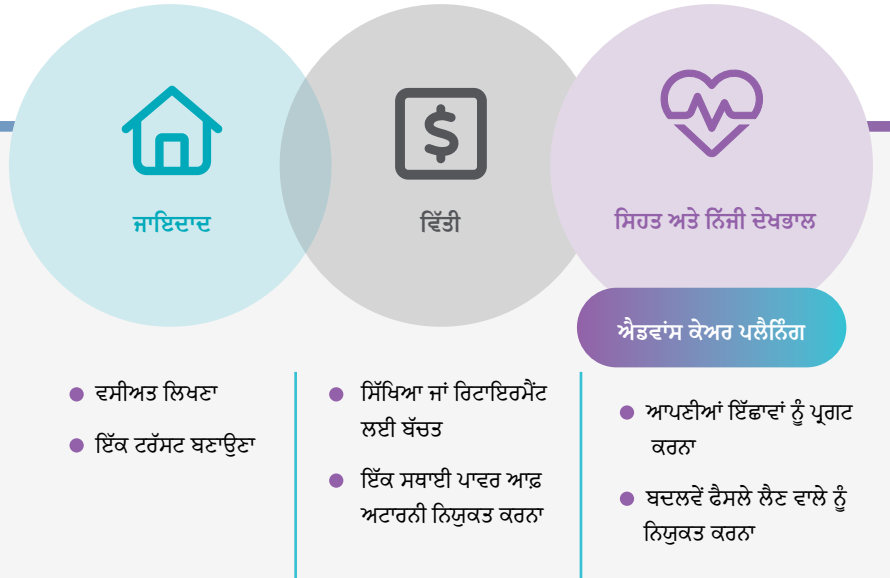 ਜਾਇਦਾਦ
ਵਿੱਤੀ
ਸਿਹਤ ਅਤੇ ਨਿੱਜੀ ਦੇਖਭਾਲ
ਐਡਵਾਂਸ ਕੇਅਰ ਪਲੈਨਿੰਗ
ਵਸੀਅਤ ਲਿਖਣਾ
ਇੱਕ ਟਰੱਸਟ ਬਣਾਉਣਾ
ਸਿੱਖਿਆ ਜਾਂ ਰਿਟਾਇਰਮੈਂਟ
ਲਈ ਬੱਚਤ
ਇੱਕ ਸਥਾਈ ਪਾਵਰ ਆਫ਼
ਅਟਾਰਨੀ ਨਿਯੁਕਤ ਕਰਨਾ
ਆਪਣੀਆਂ ਇੱਛਾਵਾਂ ਨੂੰ ਪ੍ਰਗਟ
ਕਰਨਾ
ਬਦਲਵੇਂ ਫੈਸਲੇ ਲੈਣ ਵਾਲੇ ਨੂੰ
ਨਿਯੁਕਤ ਕਰਨਾ